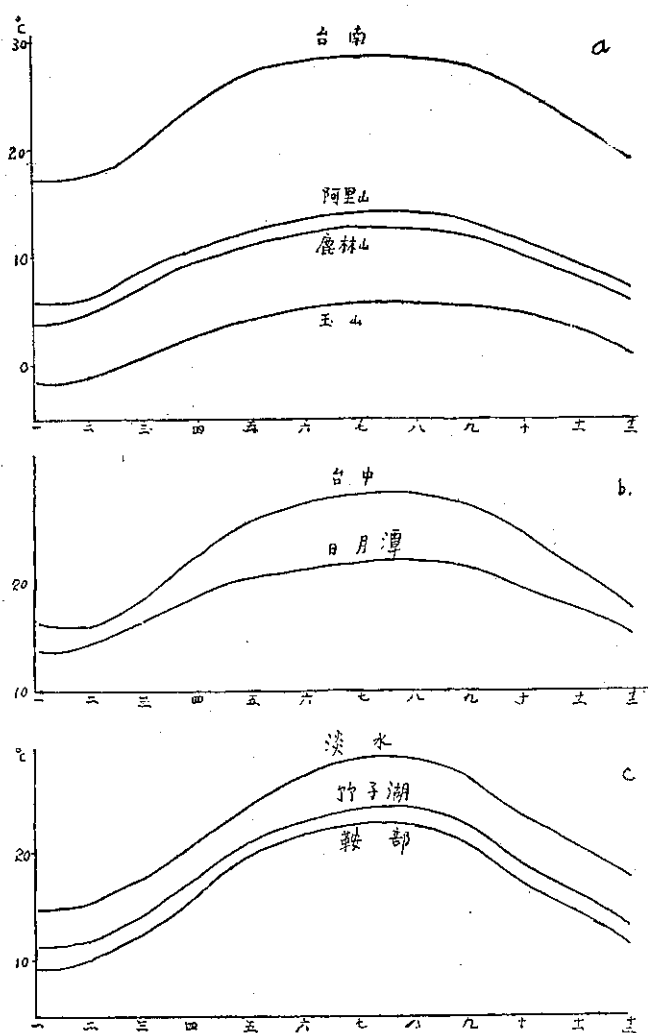 °C
30
台南
a
20
阿里山
鹿林山
10
玉山
0
一 二 三 四 五 六 七 八 九 十 土 三
台中
b.
日月潭
20
10
一 二 三 四 五 六 七 八 九 十 土 三
°C
淡水
c
竹子湖
鞍部
20
10
一 二 三 四 五 六 七 八 九 十 土 三